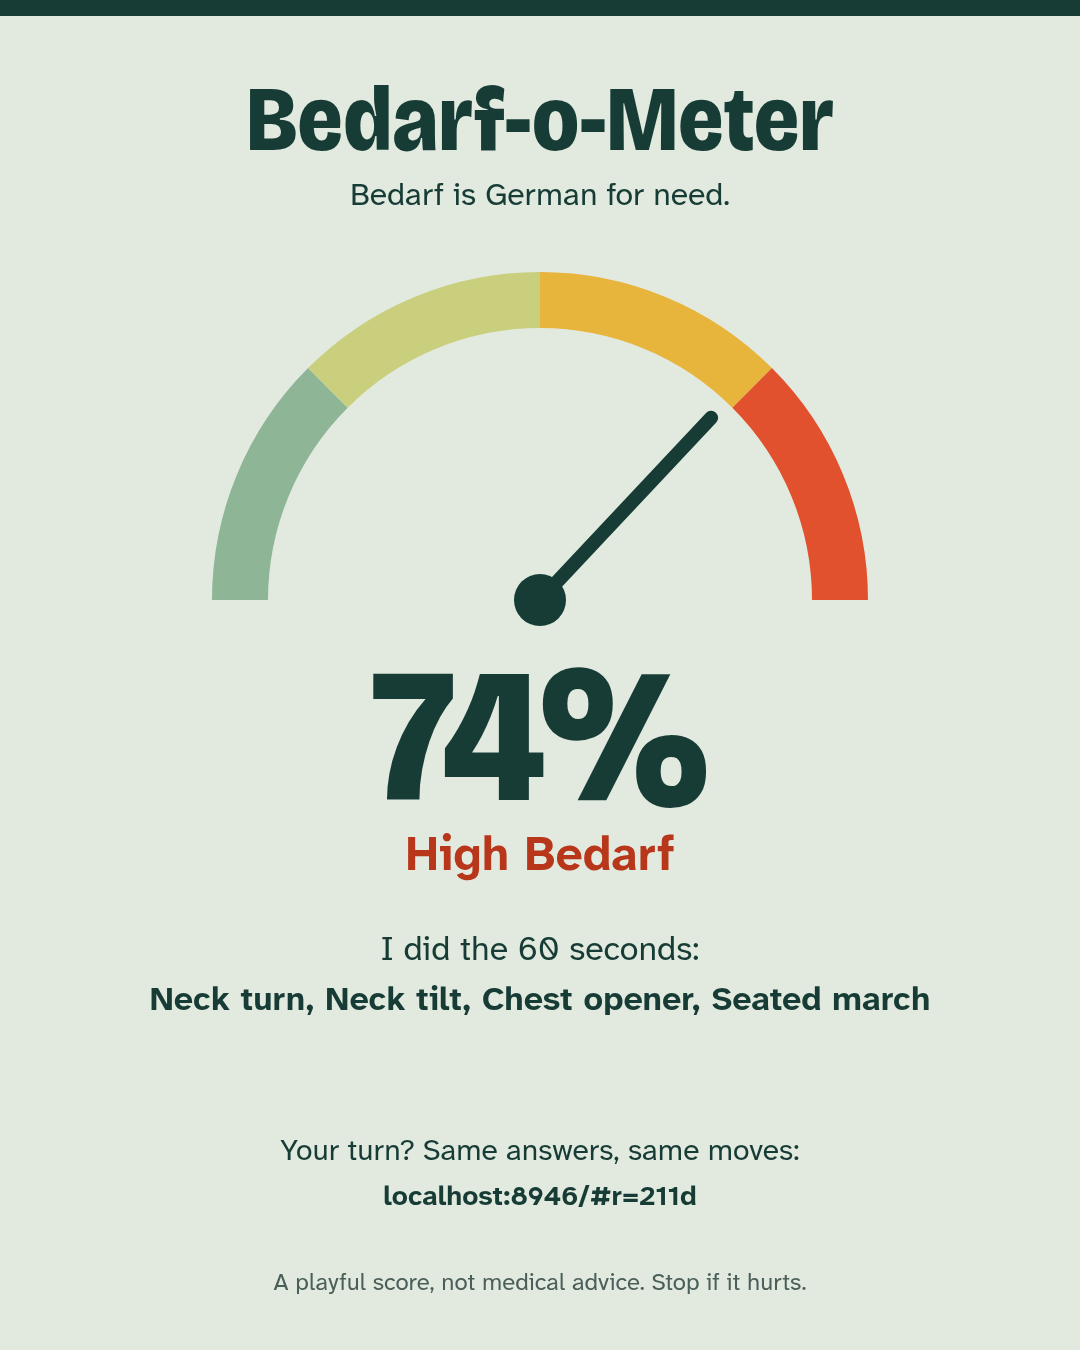 Bedarf-o-Meter
Bedarf is German for need.
74%
High Bedarf
I did the 60 seconds:
Neck turn, Neck tilt, Chest opener, Seated march
Your turn? Same answers, same moves:
localhost:8946/#r=211d
A playful score, not medical advice. Stop if it hurts.